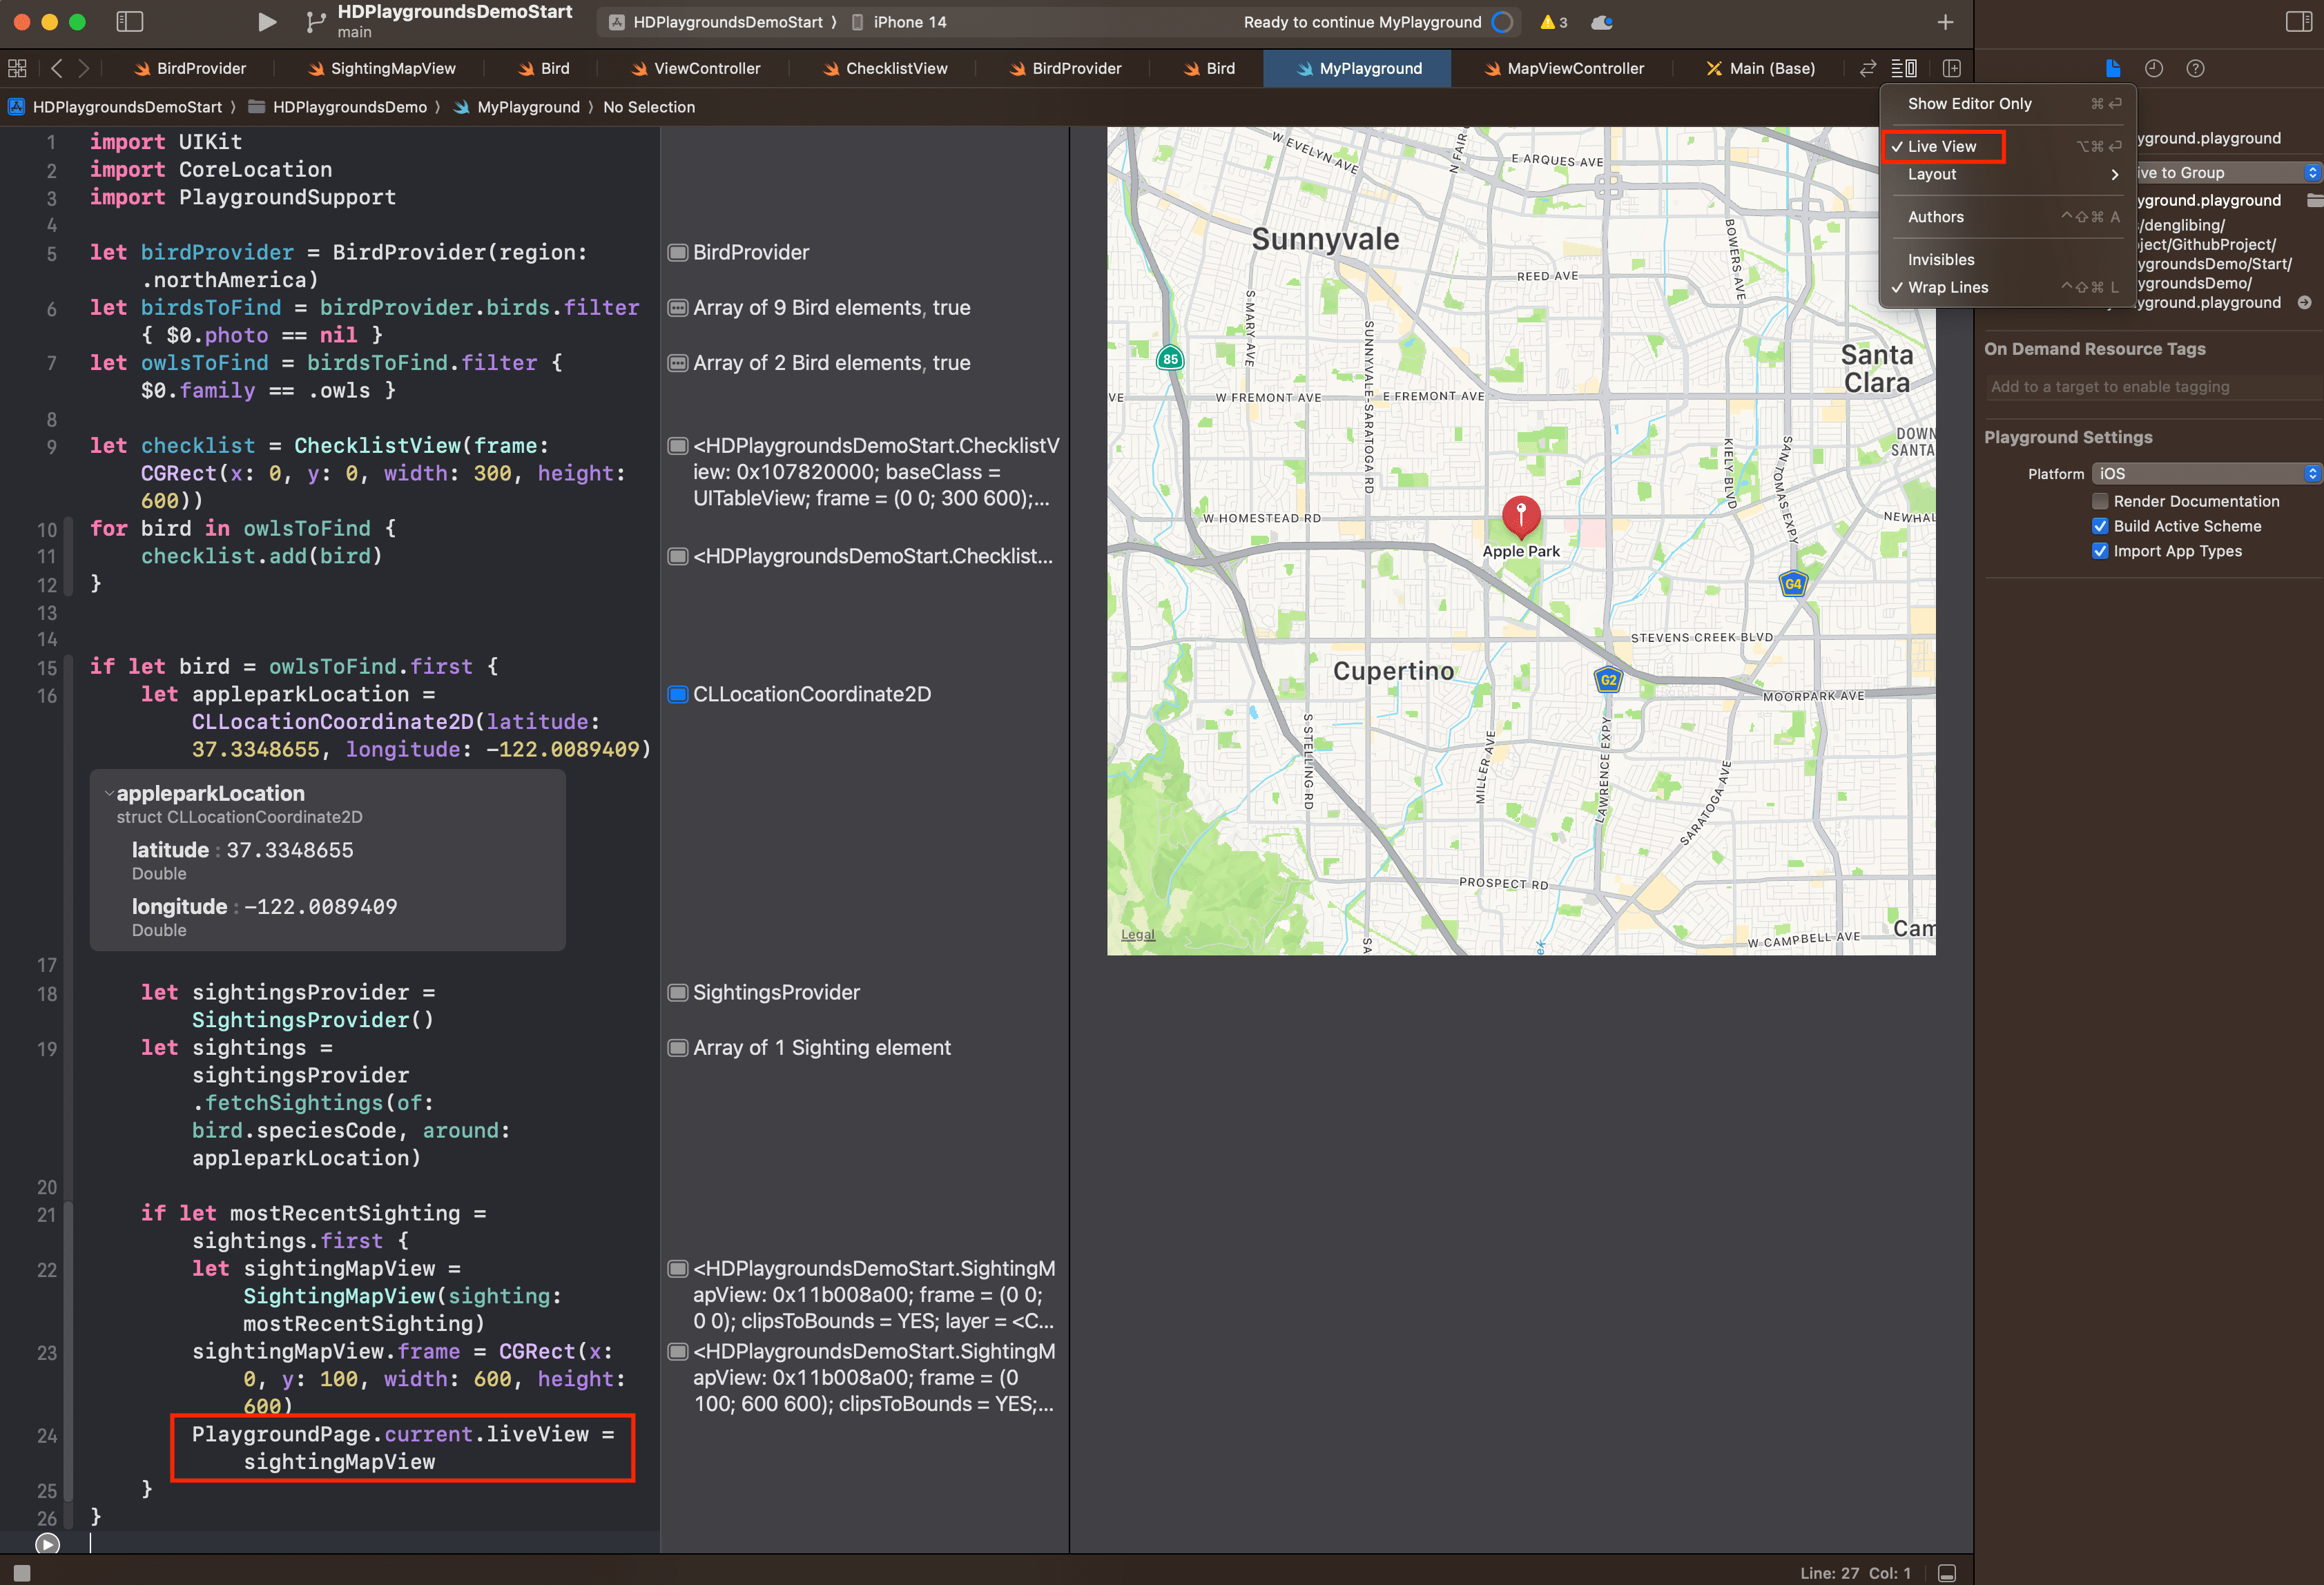 HDPlaygroundsDemoStart
main
HDPlaygroundsDemoStart 〉 iPhone 14
Ready to continue MyPlayground
3
BirdProvider
SightingMapView
Bird
ViewController
ChecklistView
BirdProvider
Bird
MyPlayground
MapViewController
Main (Base)
HDPlaygroundsDemoStart 〉 HDPlaygroundsDemo 〉 MyPlayground 〉 No Selection
1 import UIKit
2 import CoreLocation
3 import PlaygroundSupport
4
5 let birdProvider = BirdProvider(region:
.northAmerica)
6 let birdsToFind = birdProvider.birds.filter
{ $0.photo == nil }
7 let owlsToFind = birdsToFind.filter {
$0.family == .owls }
8
9 let checklist = ChecklistView(frame:
CGRect(x: 0, y: 0, width: 300, height:
600))
10 for bird in owlsToFind {
11 checklist.add(bird)
12 }
13
14
15 if let bird = owlsToFind.first {
16 let appleparkLocation =
CLLocationCoordinate2D(latitude:
37.3348655, longitude: -122.0089409)
appleparkLocation
struct CLLocationCoordinate2D
latitude : 37.3348655
Double
longitude : -122.0089409
Double
17
18 let sightingsProvider =
SightingsProvider()
19 let sightings =
sightingsProvider
.fetchSightings(of:
bird.speciesCode, around:
appleparkLocation)
20
21 if let mostRecentSighting =
sightings.first {
22 let sightingMapView =
SightingMapView(sighting:
mostRecentSighting)
23 sightingMapView.frame = CGRect(x:
0, y: 100, width: 600, height:
600)
24 PlaygroundPage.current.liveView =
sightingMapView
25 }
26 }
BirdProvider
Array of 9 Bird elements, true
Array of 2 Bird elements, true
<HDPlaygroundsDemoStart.ChecklistV
iew: 0x107820000; baseClass =
UITableView; frame = (0 0; 300 600);...
<HDPlaygroundsDemoStart.Checklist...
CLLocationCoordinate2D
SightingsProvider
Array of 1 Sighting element
<HDPlaygroundsDemoStart.SightingM
apView: 0x11b008a00; frame = (0 0;
0 0); clipsToBounds = YES; layer = <C...
<HDPlaygroundsDemoStart.SightingM
apView: 0x11b008a00; frame = (0
100; 600 600); clipsToBounds = YES;...
W EVELYN AVE
N FAIR
E ARQUES AVE
Sunnyvale
BOWERS AVE
REED AVE
S MARY AVE
SUNNYVALE-SARATOGA RD
85
Santa
Clara
VE
W FREMONT AVE
E FREMONT AVE
DOWN
SANTA
KIELY BLVD
SAN TOMAS EXPY
W HOMESTEAD RD
Apple Park
NEWHAL
G4
STEVENS CREEK BLVD
Cupertino
G2
MOORPARK AVE
S STELLING RD
MILLER AVE
LAWRENCE EXPY
SARATOGA AVE
PROSPECT RD
Legal
SA
ek
W CAMPBELL AVE
Cam
Show Editor Only ⌘ ⏎
✓ Live View ⌥⌘ ⏎
Layout
Authors ^⇧⌘ A
Invisibles
✓ Wrap Lines ^⇧⌘ L
yground.playground
ive to Group
yground.playground
/denglibing/
ject/GithubProject/
ygroundsDemo/Start/
ygroundsDemo/
yground.playground
On Demand Resource Tags
Add to a target to enable tagging
Playground Settings
Platform iOS
Render Documentation
Build Active Scheme
Import App Types
Line: 27 Col: 1